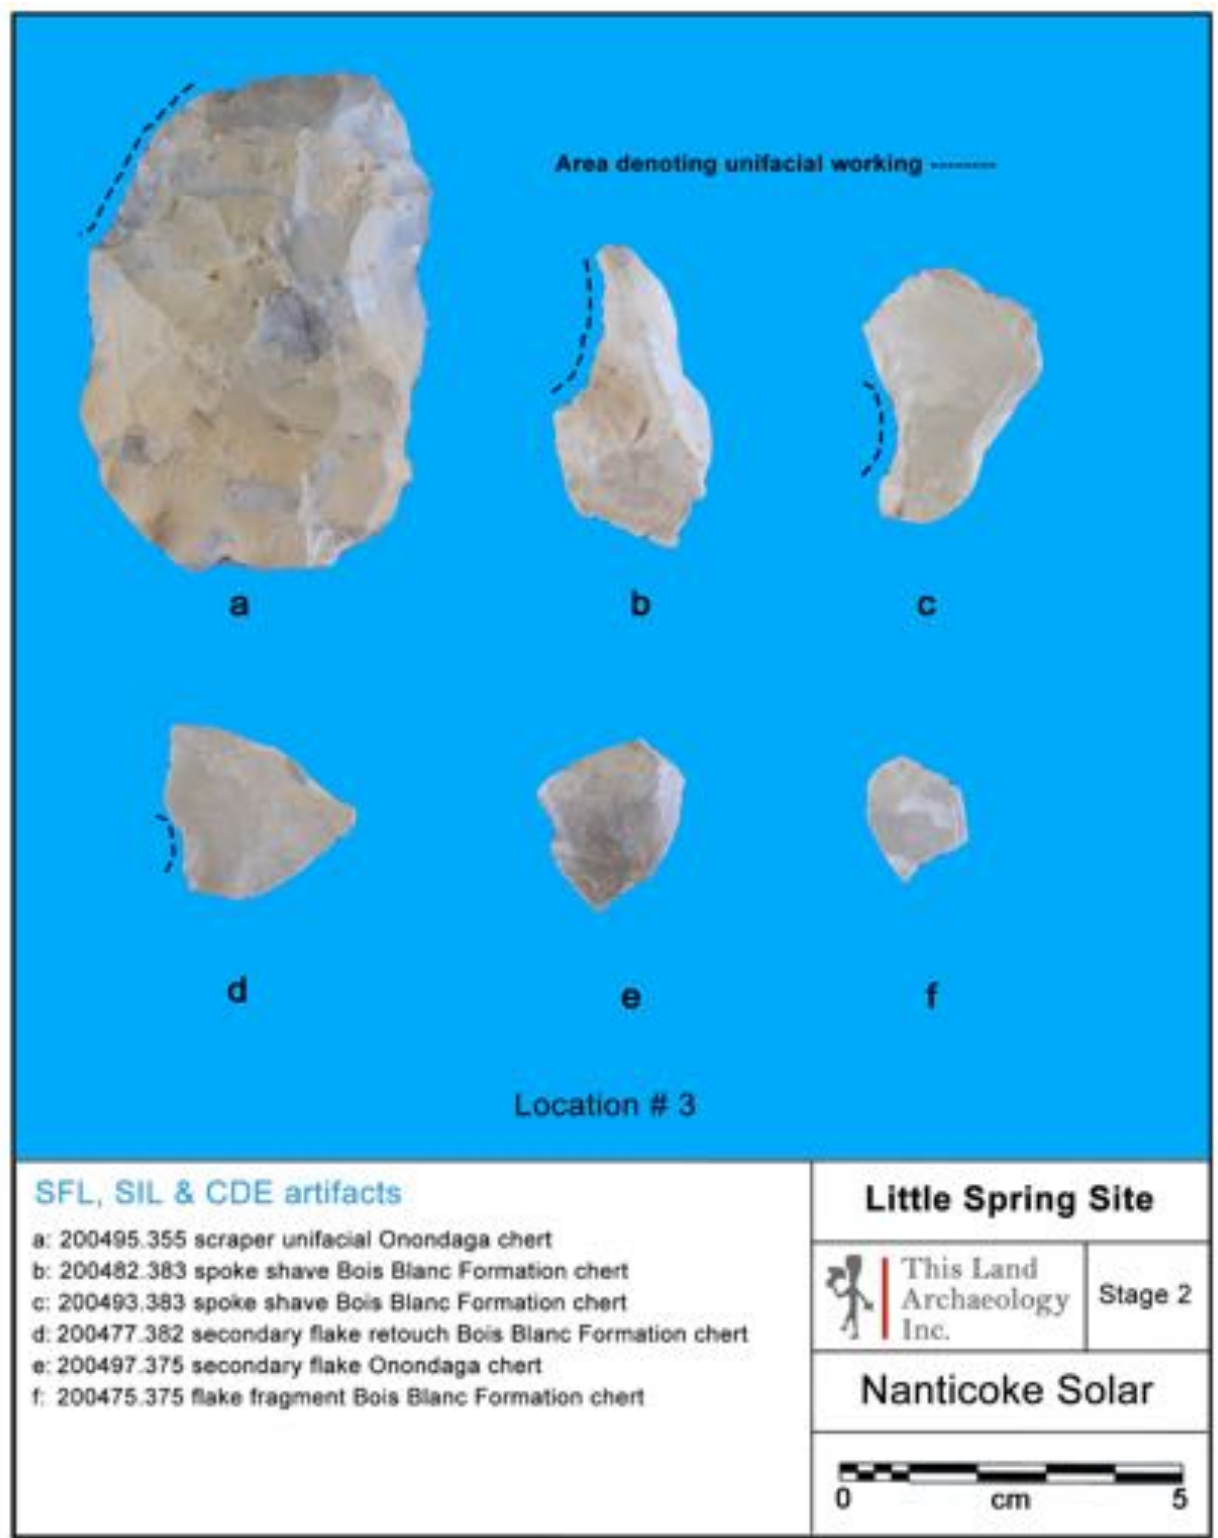 Area denoting unifacial working
a
b
c
d
e
f
Location # 3
SFL, SIL & CDE artifacts
a: 200495.355 scraper unifacial Onondaga chert
b: 200482.383 spoke shave Bois Blanc Formation chert
c: 200493.383 spoke shave Bois Blanc Formation chert
d: 200477.382 secondary flake retouch Bois Blanc Formation chert
e: 200497.375 secondary flake Onondaga chert
f: 200475.375 flake fragment Bois Blanc Formation chert
Little Spring Site
This Land
Archaeology
Inc.
Stage 2
Nanticoke Solar
0 cm 5